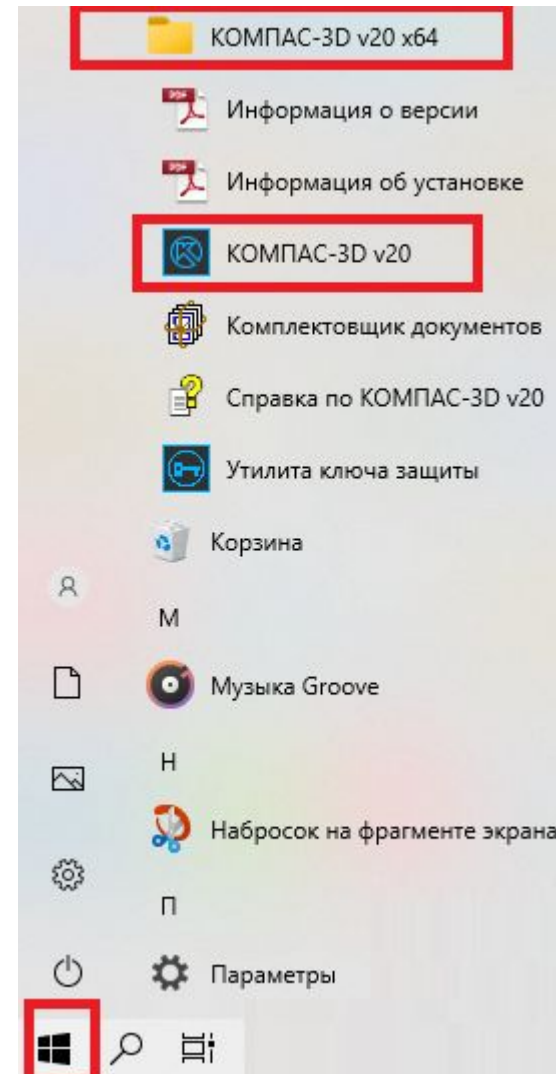 КОМПАС-3D v20 x64
Информация о версии
Информация об установке
КОМПАС-3D v20
Комплектовщик документов
Справка по КОМПАС-3D v20
Утилита ключа защиты
Корзина
М
Музыка Groove
Н
Набросок на фрагменте экрана
П
Параметры